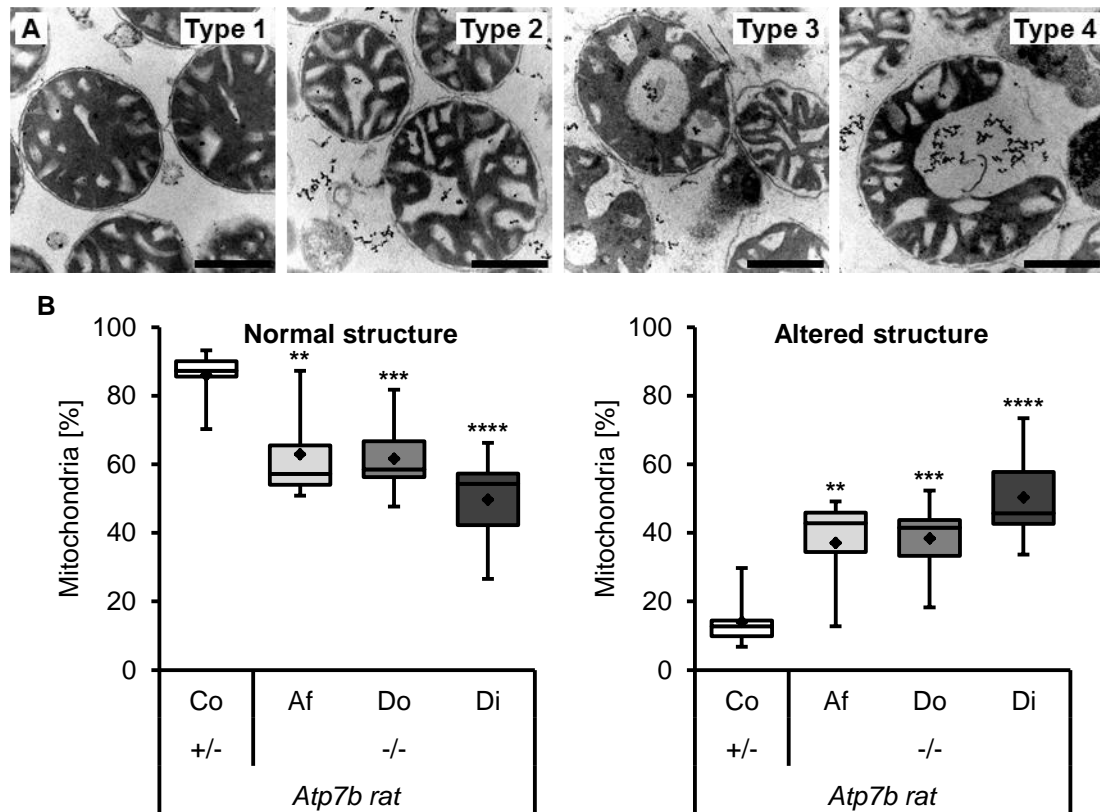 A
Type 1
Type 2
Type 3
Type 4
B
Normal structure
Mitochondria [%]
100
80
60
40
20
0
**
***
****
Co
Af
Do
Di
+/-
-/-
Atp7b rat
Altered structure
Mitochondria [%]
100
80
60
40
20
0
**
***
****
Co
Af
Do
Di
+/-
-/-
Atp7b rat